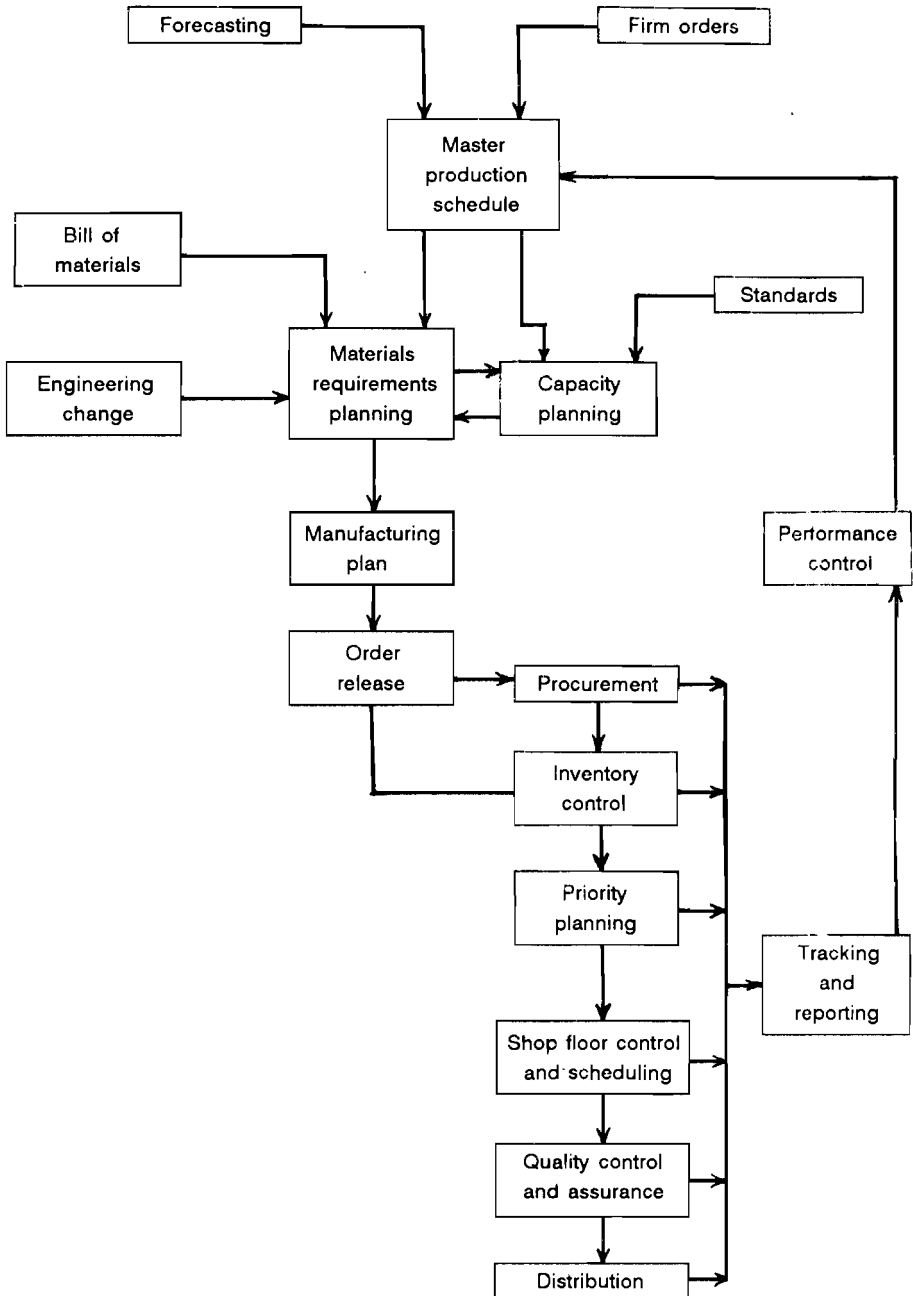 Forecasting
Firm orders
Master
production
schedule
Bill of
materials
Standards
Engineering
change
Materials
requirements
planning
Capacity
planning
Manufacturing
plan
Performance
control
Order
release
Procurement
Inventory
control
Priority
planning
Tracking
and
reporting
Shop floor control
and scheduling
Quality control
and assurance
Distribution